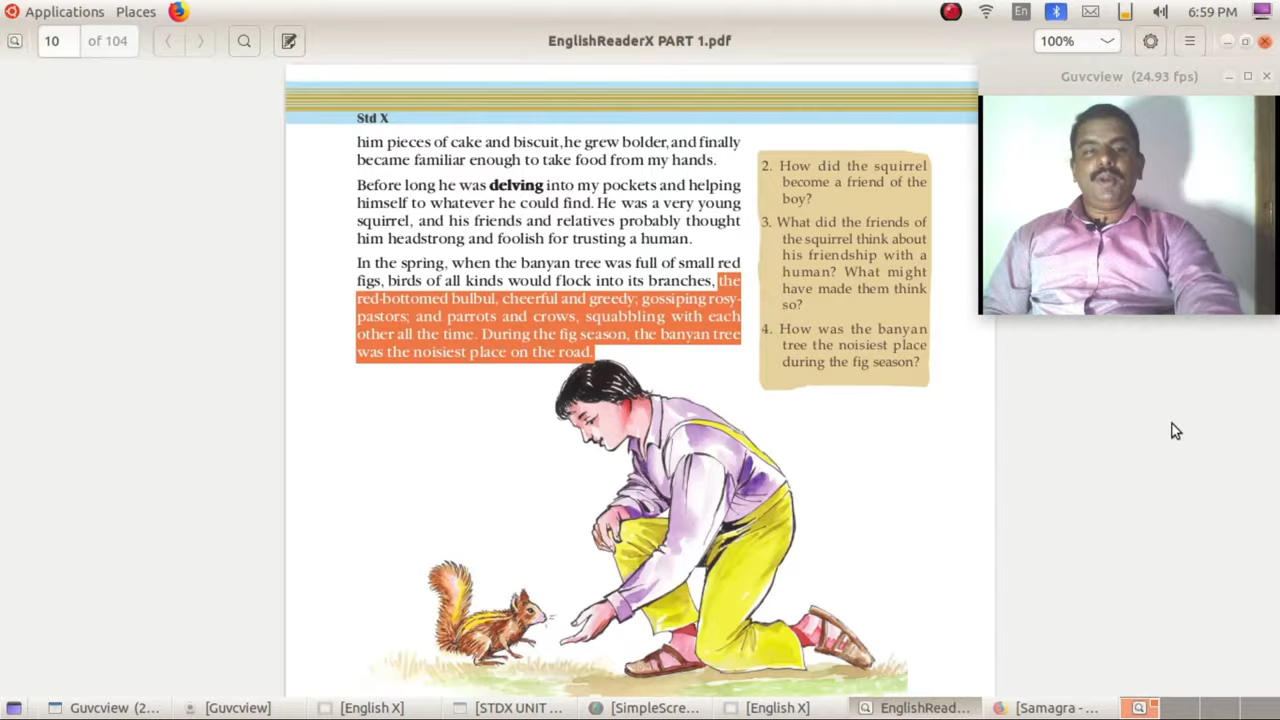 Applications Places En 6:59 PM
10 of 104 EnglishReaderX PART 1.pdf 100%
Guvcview (24.93 fps)
Std X
him pieces of cake and biscuit, he grew bolder, and finally
became familiar enough to take food from my hands.
Before long he was delving into my pockets and helping
himself to whatever he could find. He was a very young
squirrel, and his friends and relatives probably thought
him headstrong and foolish for trusting a human.
In the spring, when the banyan tree was full of small red
figs, birds of all kinds would flock into its branches, the
red-bottomed bulbul, cheerful and greedy; gossiping rosy-
pastors; and parrots and crows, squabbling with each
other all the time. During the fig season, the banyan tree
was the noisiest place on the road.
2. How did the squirrel
become a friend of the
boy?
3. What did the friends of
the squirrel think about
his friendship with a
human? What might
have made them think
so?
4. How was the banyan
tree the noisiest place
during the fig season?
Guvcview (2... [Guvcview] [English X] [STDX UNIT ... [SimpleScre... [English X] EnglishRead... [Samagra - ...